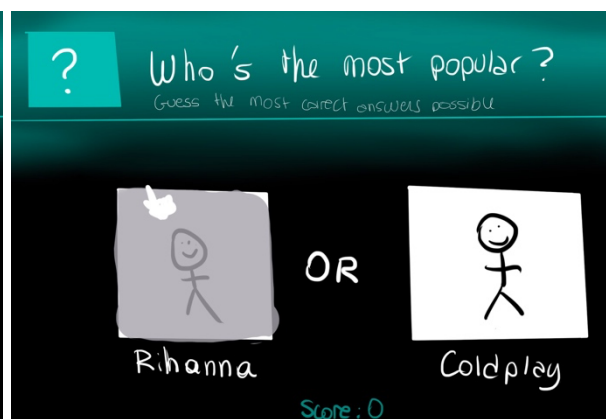 ?
Who's the most popular?
Guess the most correct answers possible
OR
Rihanna
Coldplay
Score: 0